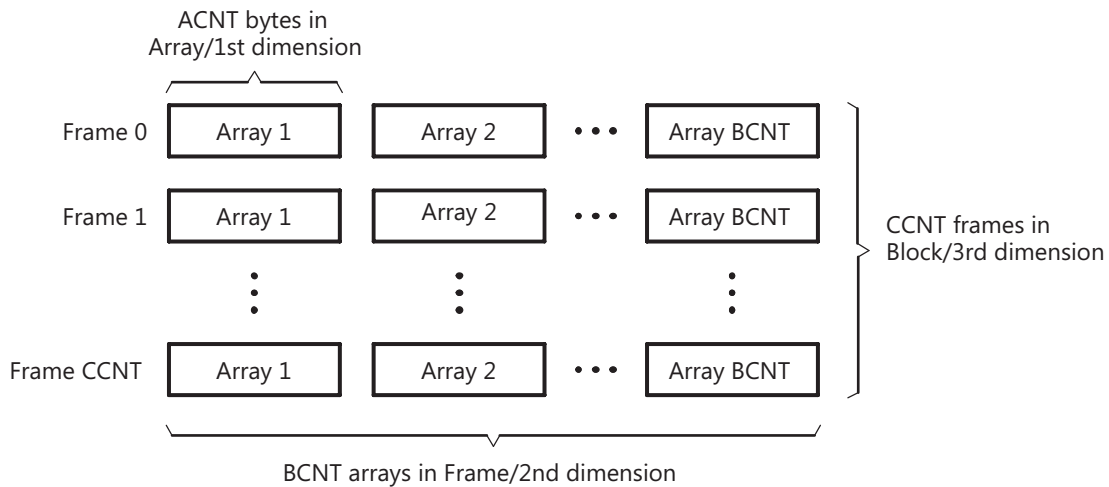 ACNT bytes in
Array/1st dimension
Frame 0 Array 1 Array 2 Array BCNT
Frame 1 Array 1 Array 2 Array BCNT
CCNT frames in
Block/3rd dimension
Frame CCNT Array 1 Array 2 Array BCNT
BCNT arrays in Frame/2nd dimension